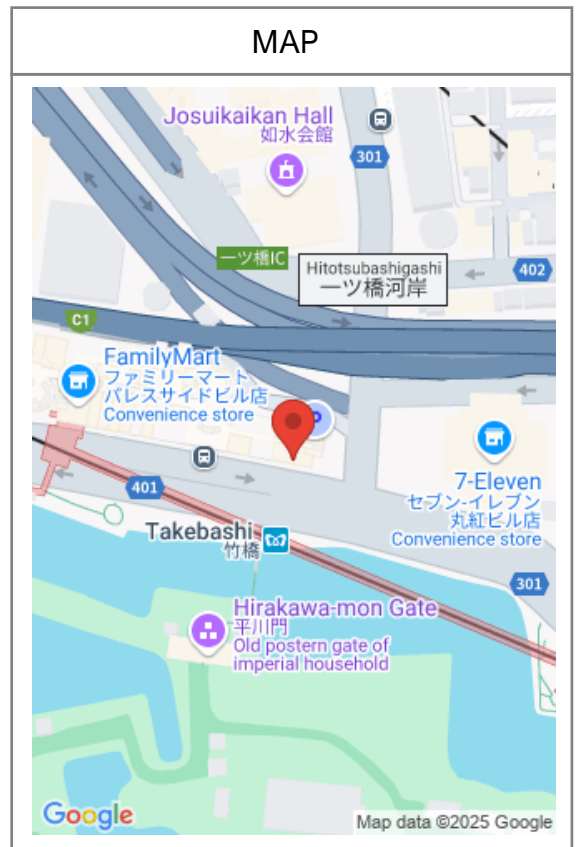 MAP
Josuikaikan Hall
如水会館
301
一ツ橋IC
Hitotsubashigashi
一ツ橋河岸
402
C1
FamilyMart
ファミリーマート
パレスサイドビル店
Convenience store
P
7-Eleven
セブン-イレブン
丸紅ビル店
Convenience store
401
Takebashi
竹橋
301
Hirakawa-mon Gate
平川門
Old postern gate of
imperial household
Google
Map data ©2025 Google